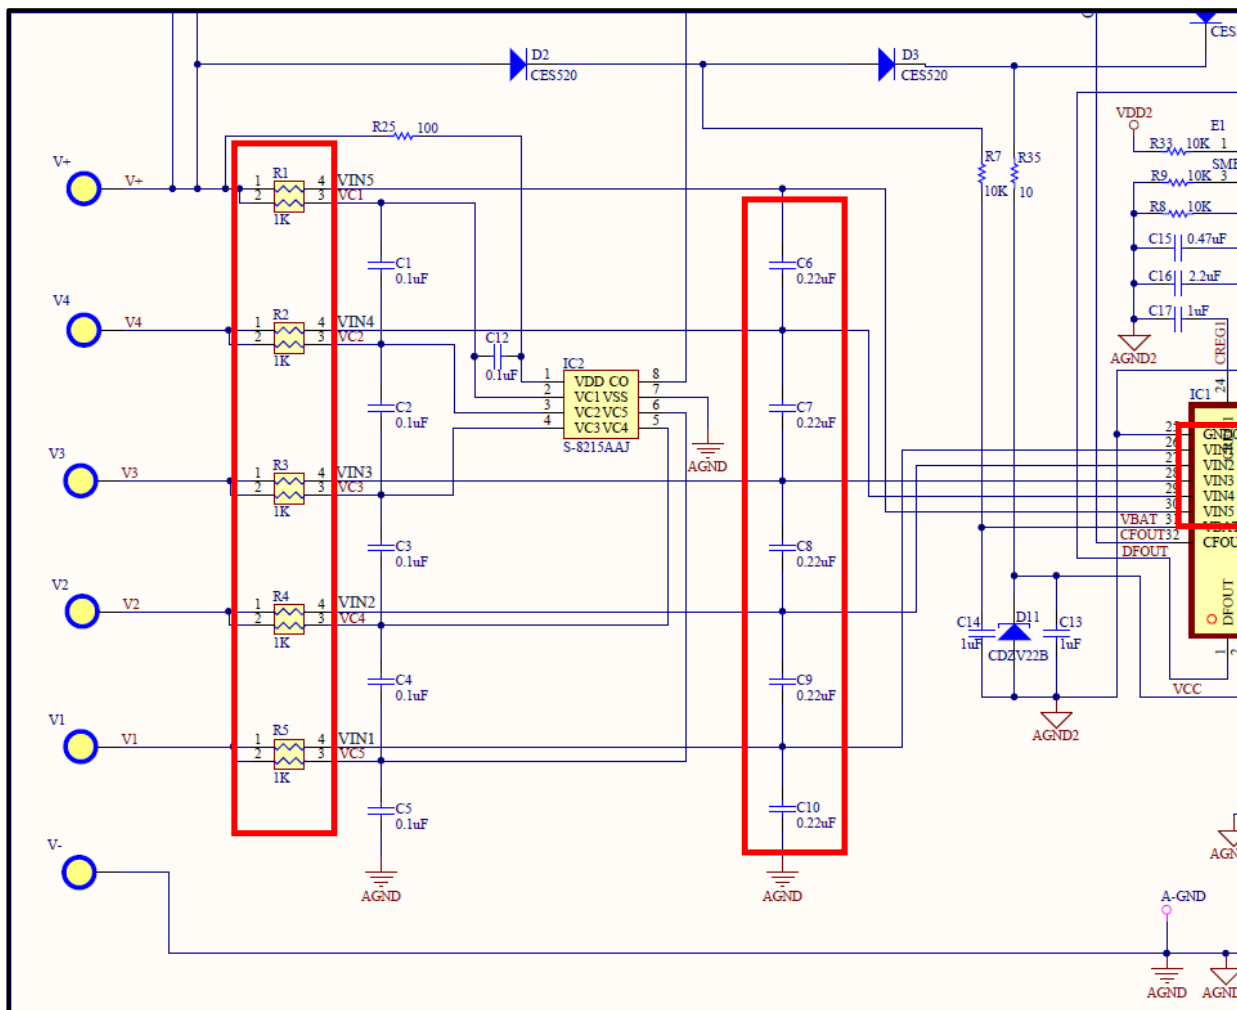 D2
CES520
D3
CES520
CES
R25 100
VDD2
E1
R33 10K 1
SME
R7
10K
R35
10
R9 10K 3
R8 10K
C15 0.47uF
C16 2.2uF
C17 1uF
AGND2
CREG1
24
V+
V+
R1
1 4 VIN5
2 3 VC1
1K
C1
0.1uF
C6
0.22uF
V4
V4
R2
1 4 VIN4
2 3 VC2
1K
C12
0.1uF
IC2
1 VDD CO 8
2 VC1 VSS 7
3 VC2 VC5 6
4 VC3 VC4 5
S-8215AAJ
AGND
C2
0.1uF
C7
0.22uF
IC1
25
26
27 VIN2
28 VIN3
29 VIN4
30 VIN5
VBAT 31 VBAT
CFOUT 32 CFOU
DFOUT
DFOUT
1
2
VCC
V3
V3
R3
1 4 VIN3
2 3 VC3
1K
C3
0.1uF
C8
0.22uF
V2
V2
R4
1 4 VIN2
2 3 VC4
1K
C14
1uF
D11
CDZV22B
C13
1uF
AGND2
C4
0.1uF
C9
0.22uF
V1
V1
R5
1 4 VIN1
2 3 VC5
1K
C5
0.1uF
C10
0.22uF
AGND
AGND
V-
AGN
A-GND
AGND
AGND